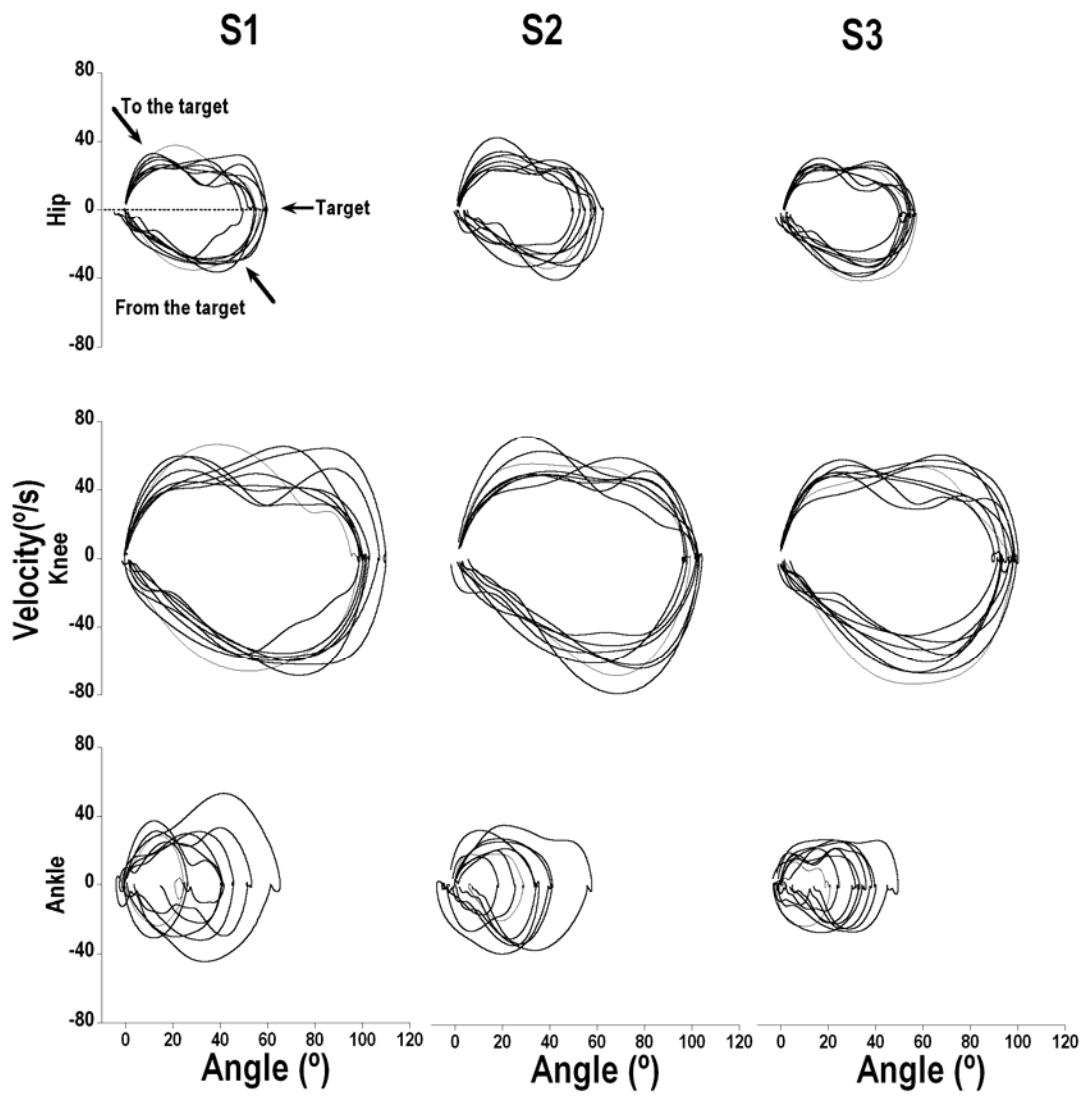 S1 S2 S3
80
To the target
40
Hip
0
Target
-40
From the target
-80
80
40
Velocity(º/s)
Knee
0
-40
-80
80
40
Ankle
0
-40
-80
0 20 40 60 80 100 120 0 20 40 60 80 100 120 0 20 40 60 80 100 120
Angle (º) Angle (º) Angle (º)